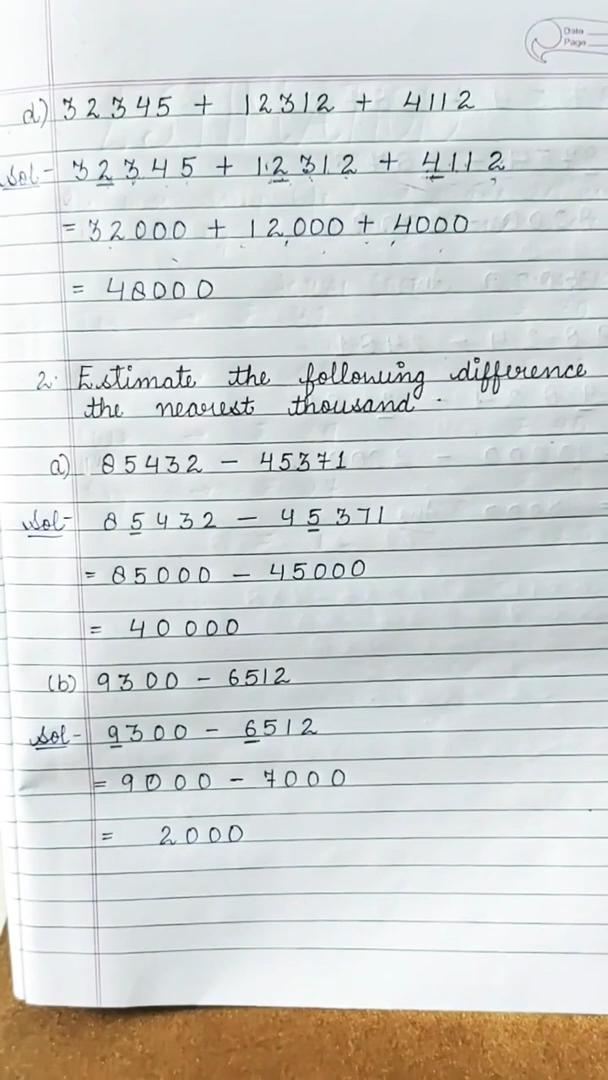 Date
Page
d) 32345 + 12312 + 4112
Sol- 32345 + 12312 + 4112
= 32000 + 12,000 + 4000
= 48000
2. Estimate the following difference
the nearest thousand.
a) 85432 - 45371
Sol- 85432 - 45371
= 85000 - 45000
= 40000
(b) 9300 - 6512
Sol- 9300 - 6512
= 9000 - 7000
= 2000